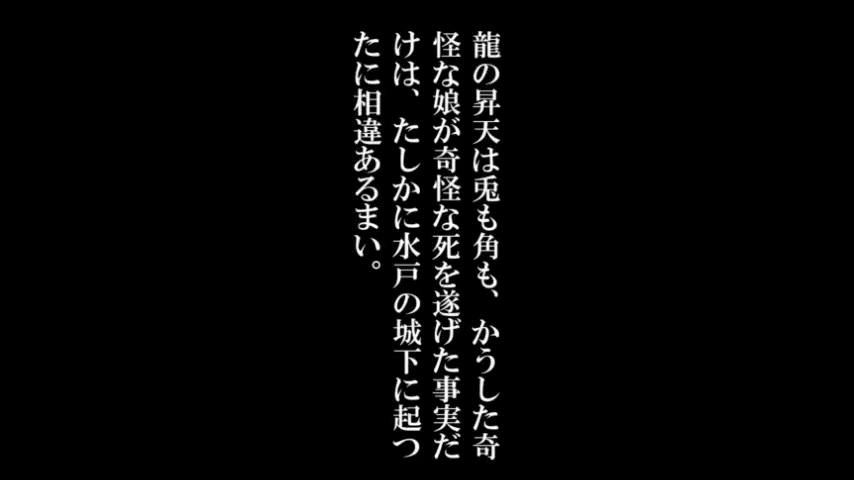 龍の昇天は兎も角も、かうした奇
怪な娘が奇怪な死を遂げた事実だ
けは、たしかに水戸の城下に起つ
たに相違あるまい。